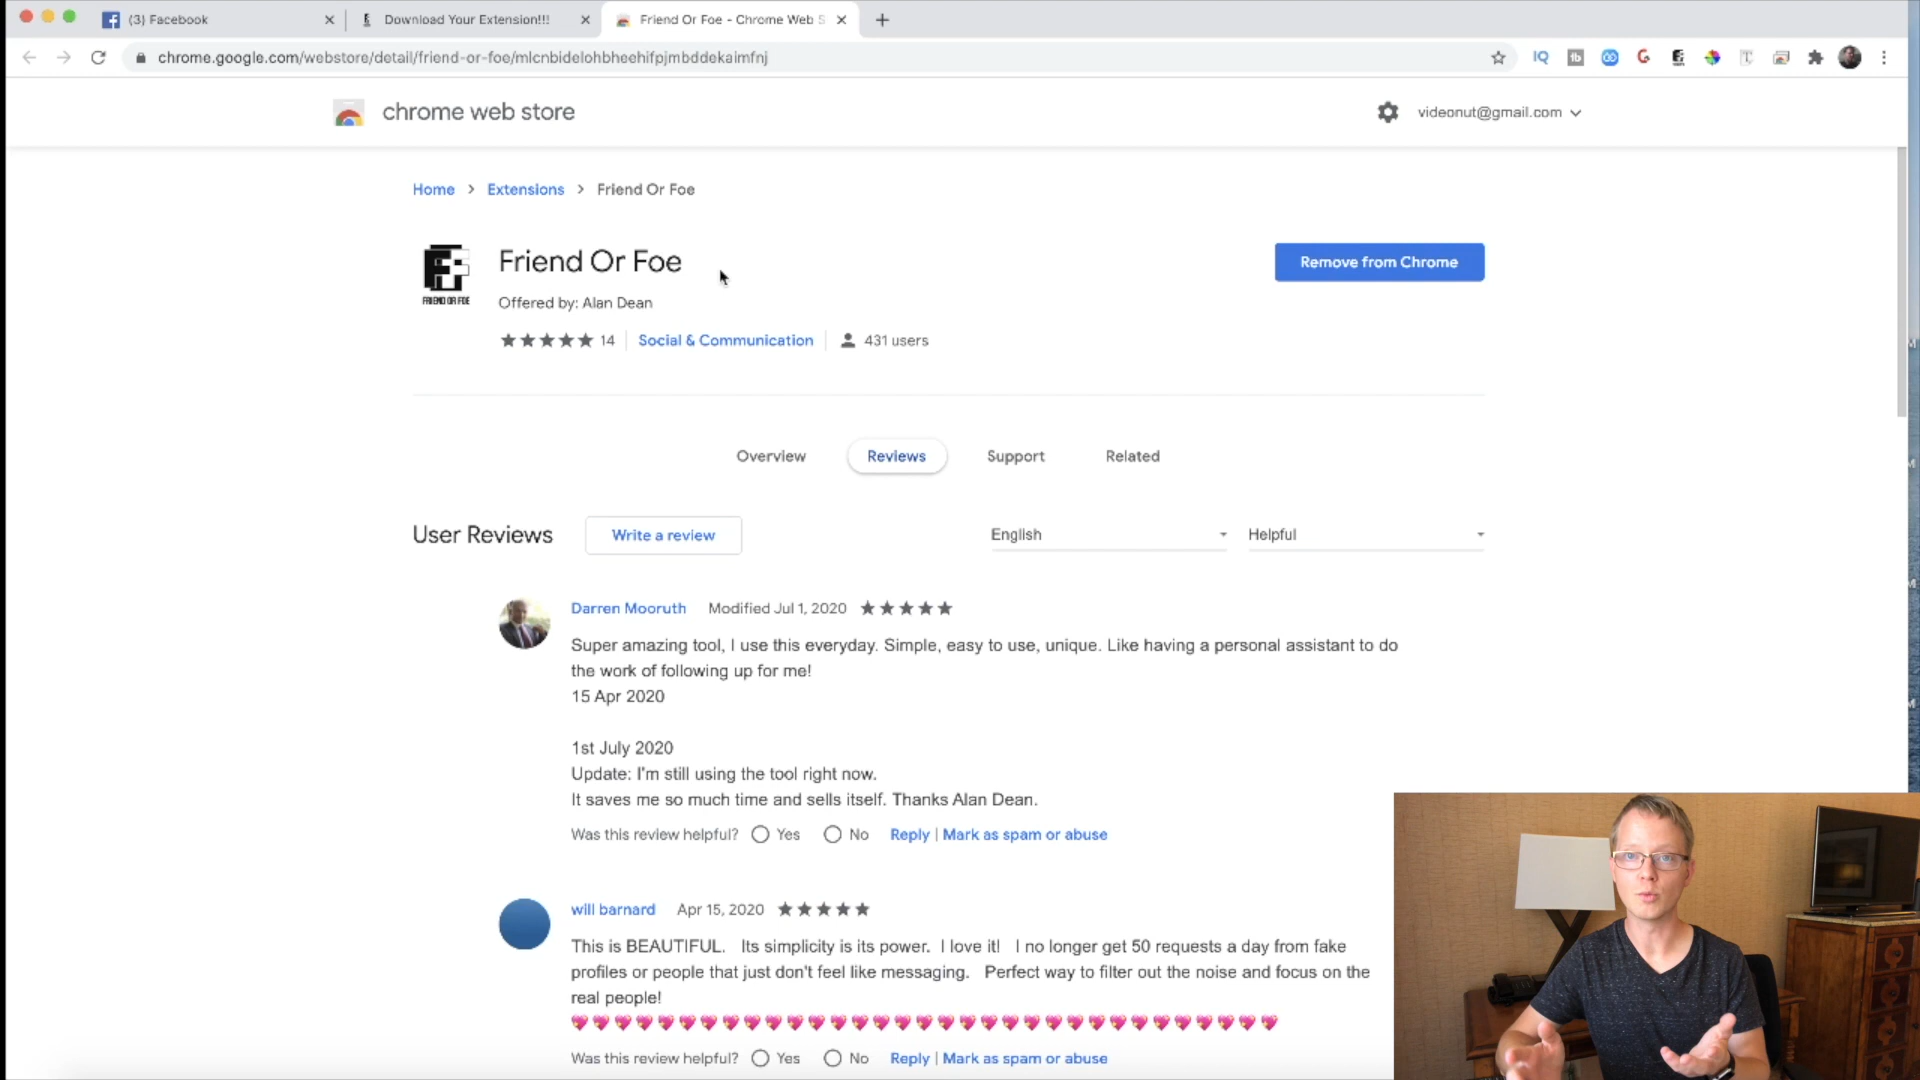 (3) Facebook
Download Your Extension!!!
Friend Or Foe - Chrome Web S
chrome.google.com/webstore/detail/friend-or-foe/mlcnbidelohbheehifpjmbddekaimfnj
IQ
tb
chrome web store
videonut@gmail.com
Home > Extensions > Friend Or Foe
FRIEND OR FOE
Friend Or Foe
Remove from Chrome
Offered by: Alan Dean
14
Social & Communication
431 users
Overview
Reviews
Support
Related
User Reviews
Write a review
English
Helpful
Darren Mooruth Modified Jul 1, 2020
Super amazing tool, I use this everyday. Simple, easy to use, unique. Like having a personal assistant to do
the work of following up for me!
15 Apr 2020
1st July 2020
Update: I'm still using the tool right now.
It saves me so much time and sells itself. Thanks Alan Dean.
Was this review helpful? Yes No Reply | Mark as spam or abuse
will barnard Apr 15, 2020
This is BEAUTIFUL. Its simplicity is its power. I love it! I no longer get 50 requests a day from fake
profiles or people that just don't feel like messaging. Perfect way to filter out the noise and focus on the
real people!
💖💖💖💖💖💖💖💖💖💖💖💖💖💖💖💖💖💖💖💖💖💖💖💖💖💖💖💖💖💖💖💖💖
Was this review helpful? Yes No Reply | Mark as spam or abuse